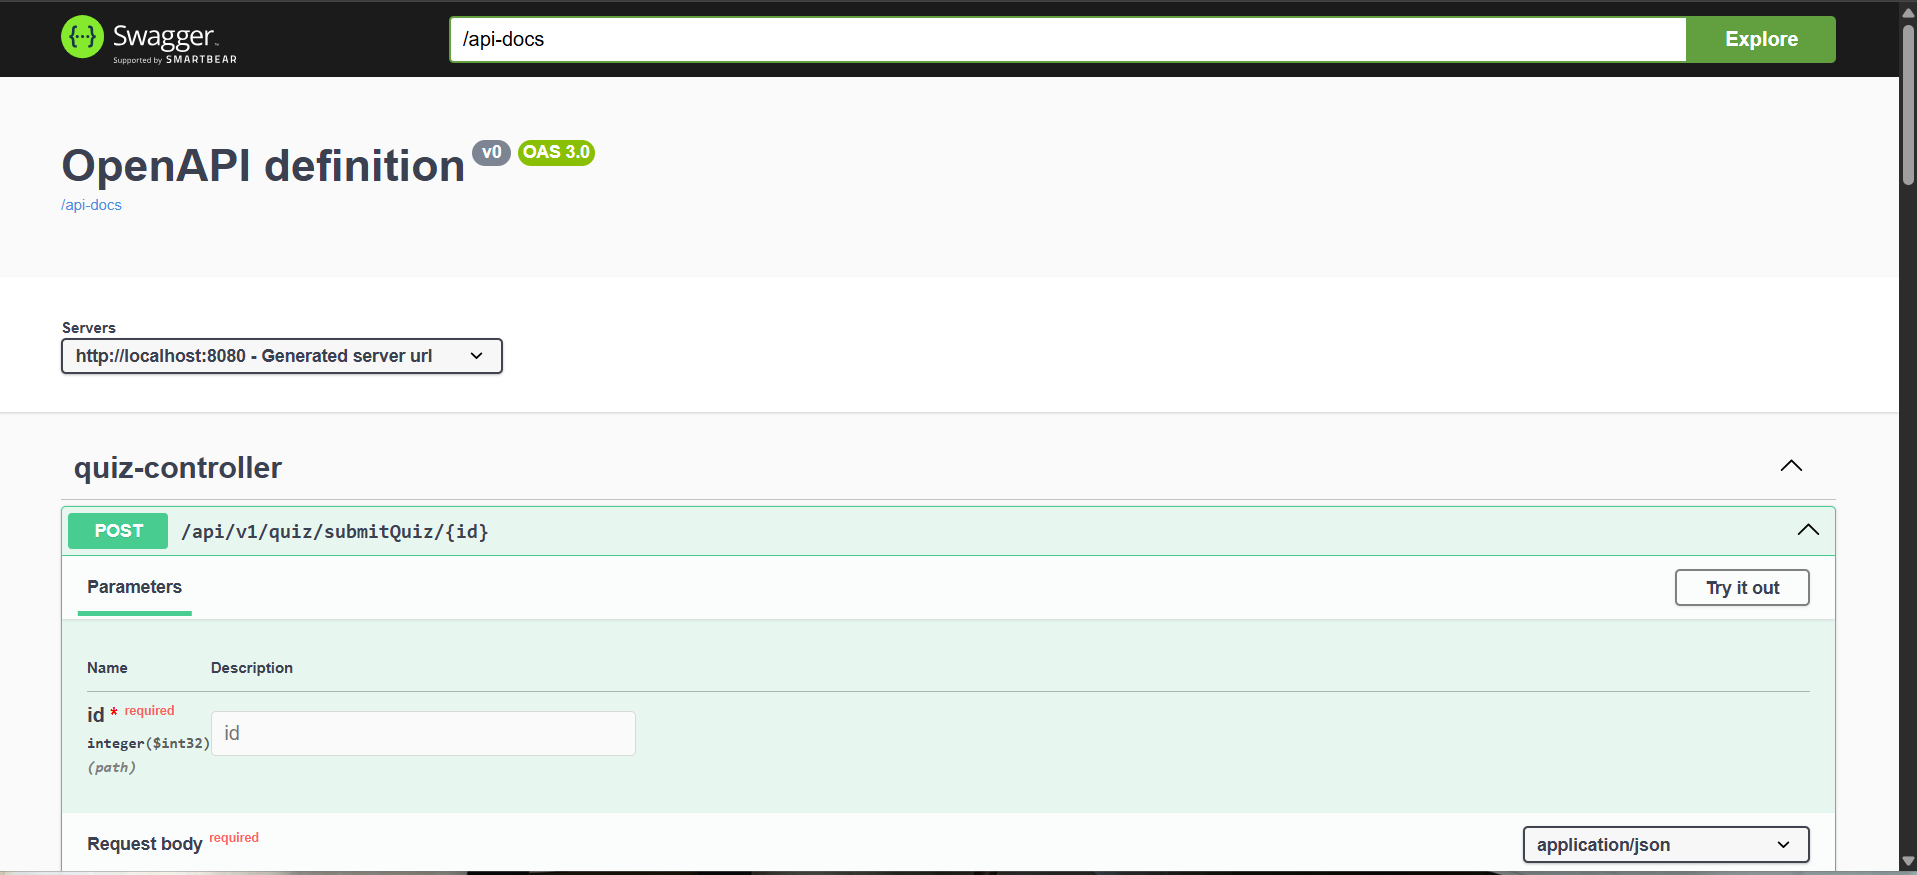 Swagger
Supported by SMARTBEAR
/api-docs
Explore
OpenAPI definition v0 OAS 3.0
/api-docs
Servers
http://localhost:8080 - Generated server url
quiz-controller
POST /api/v1/quiz/submitQuiz/{id}
Parameters
Try it out
Name Description
id * required
integer($int32)
(path)
id
Request body required
application/json